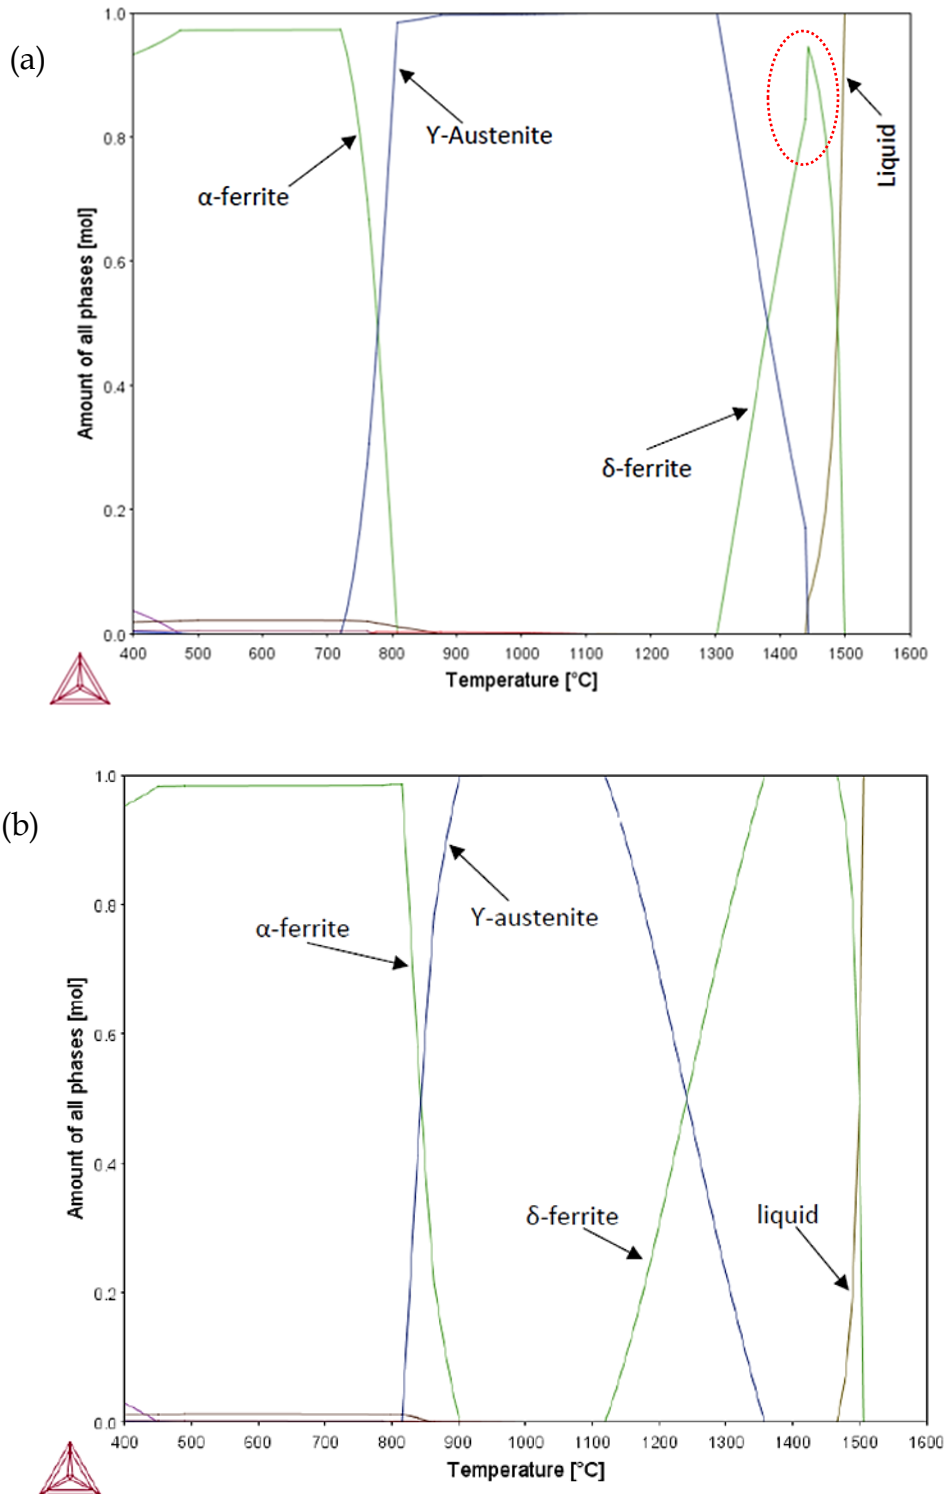 (a)
1.0
0.8
0.6
0.4
0.2
0.0
Amount of all phases [mol]
α-ferrite
ϒ-Austenite
δ-ferrite
Liquid
400 500 600 700 800 900 1000 1100 1200 1300 1400 1500 1600
Temperature [°C]
(b)
1.0
0.8
0.6
0.4
0.2
0.0
Amount of all phases [mol]
α-ferrite
ϒ-austenite
δ-ferrite
liquid
400 500 600 700 800 900 1000 1100 1200 1300 1400 1500 1600
Temperature [°C]